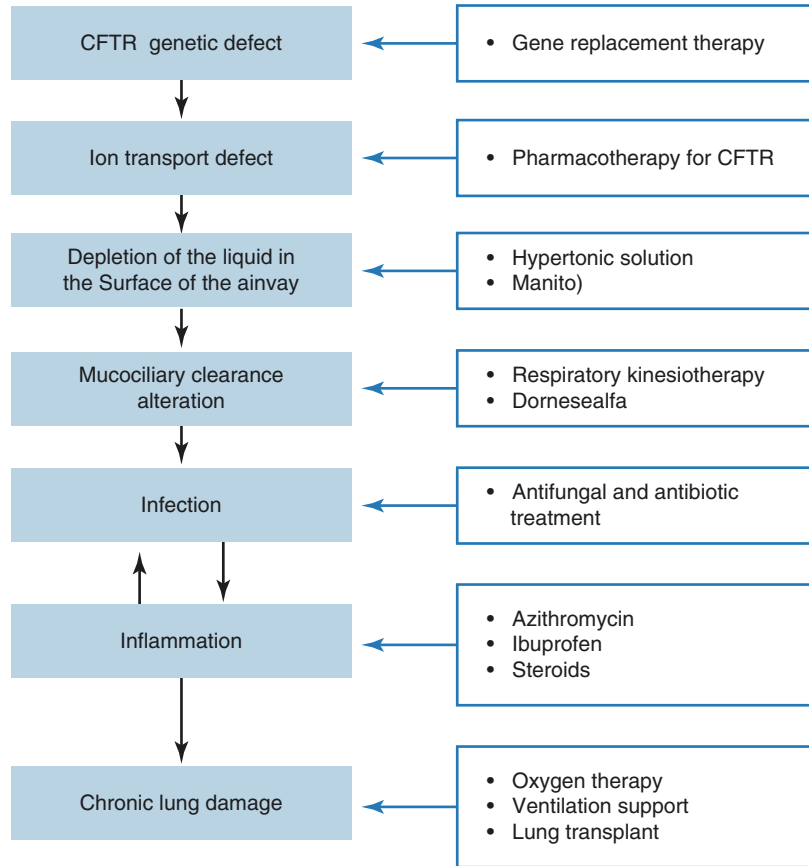 CFTR genetic defect
• Gene replacement therapy
Ion transport defect
• Pharmacotherapy for CFTR
Depletion of the liquid in
the Surface of the ainvay
• Hypertonic solution
• Manito)
Mucociliary clearance
alteration
• Respiratory kinesiotherapy
• Dornesealfa
Infection
• Antifungal and antibiotic
treatment
Inflammation
• Azithromycin
• Ibuprofen
• Steroids
Chronic lung damage
• Oxygen therapy
• Ventilation support
• Lung transplant